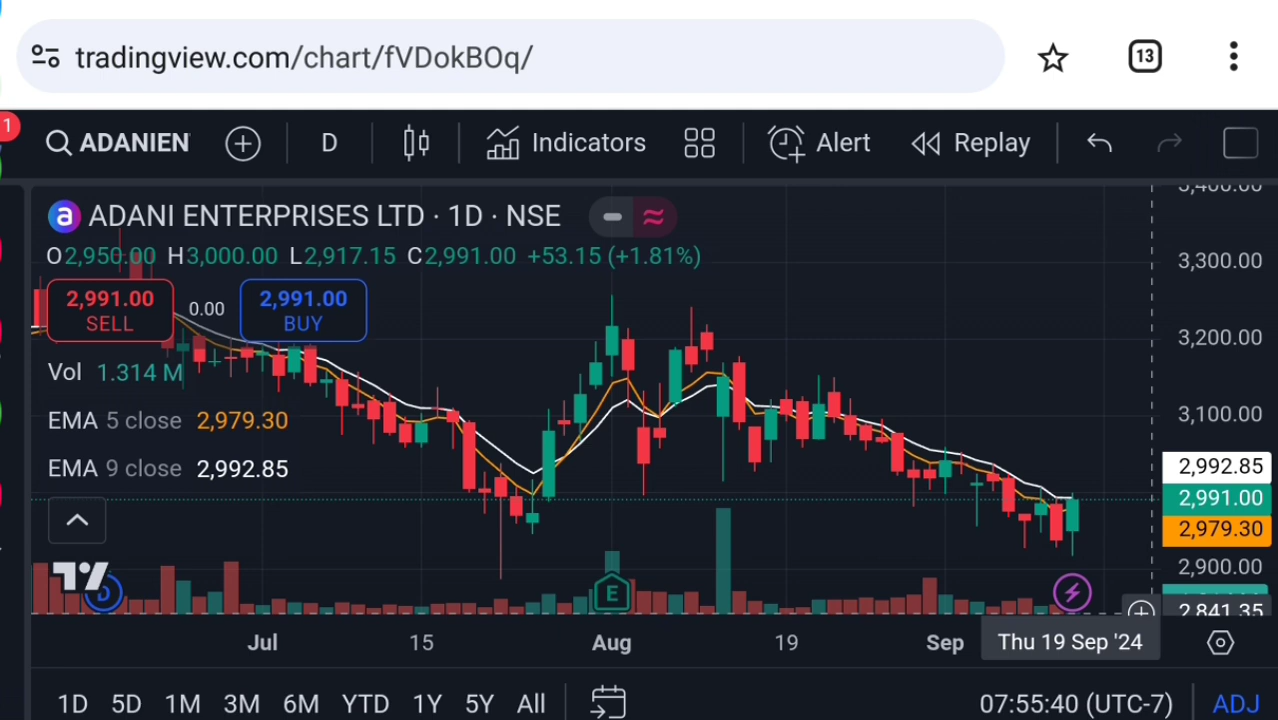 tradingview.com/chart/fVDokBOq/
13
1
ADANIEN
D
Indicators
Alert
Replay
ADANI ENTERPRISES LTD · 1D · NSE
O2,950.00 H3,000.00 L2,917.15 C2,991.00 +53.15 (+1.81%)
2,991.00
SELL
0.00
2,991.00
BUY
Vol 1.314 M
EMA 5 close 2,979.30
EMA 9 close 2,992.85
3,400.00
3,300.00
3,200.00
3,100.00
2,992.85
2,991.00
2,979.30
2,900.00
2,841.35
D
E
Jul 15 Aug 19 Sep Thu 19 Sep '24
1D 5D 1M 3M 6M YTD 1Y 5Y All 07:55:40 (UTC-7) ADJ